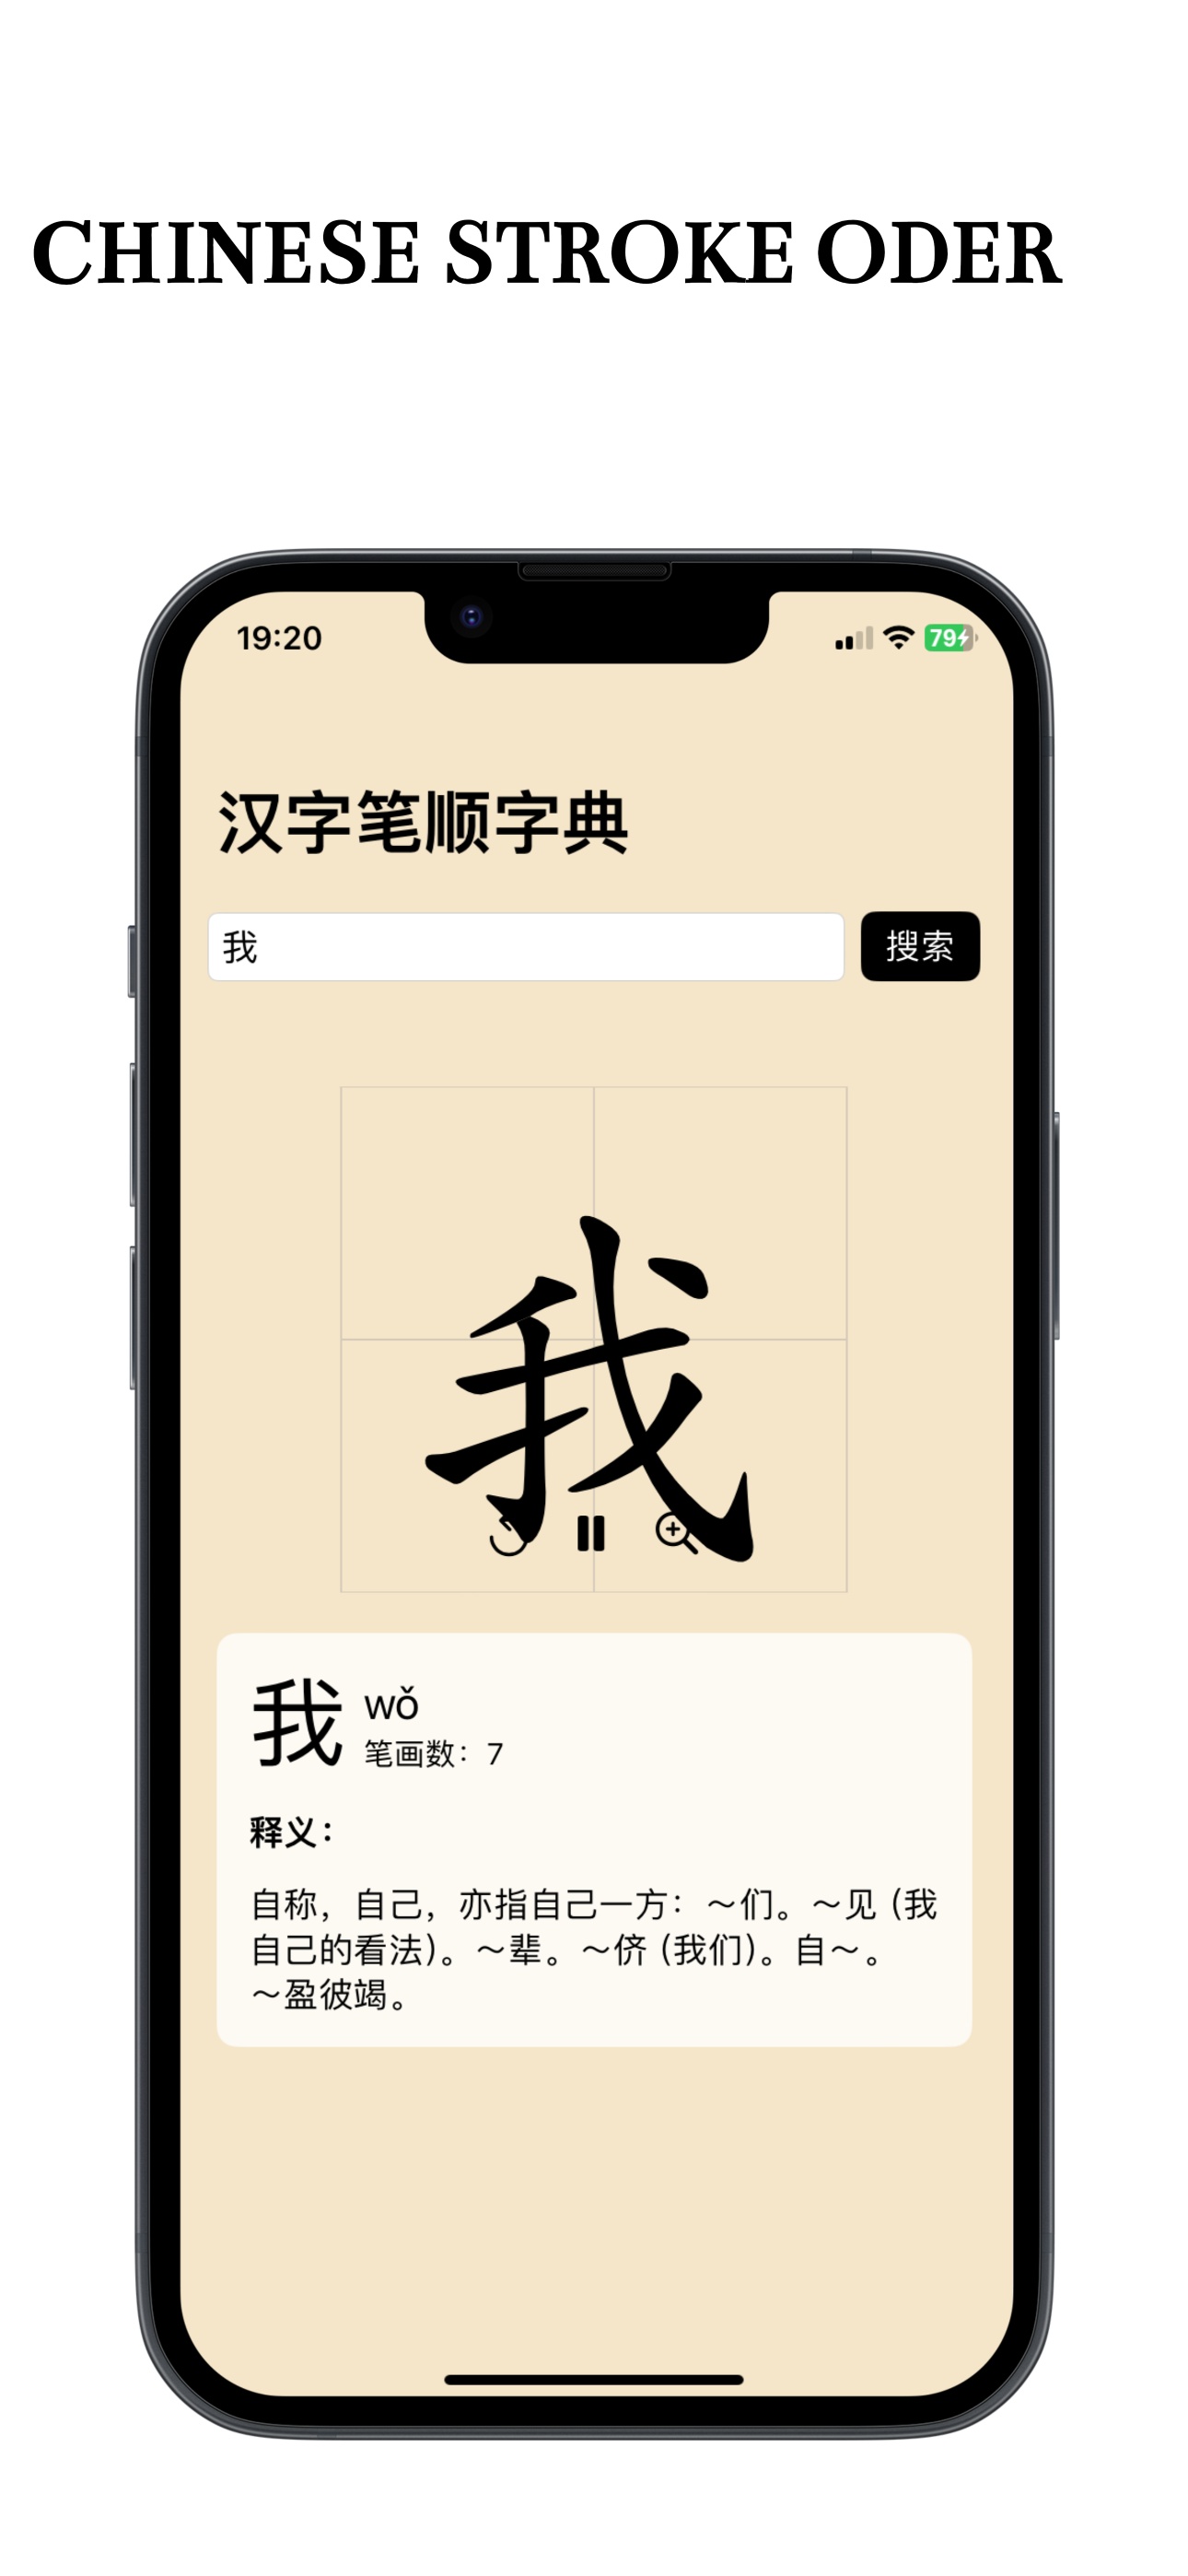 CHINESE STROKE ODER
19:20
79
汉字笔顺字典
我
搜索
我
我
wǒ
笔画数：7
释义：
自称，自己，亦指自己一方：～们。～见（我
自己的看法）。～辈。～侪（我们）。自～。
～盈彼竭。